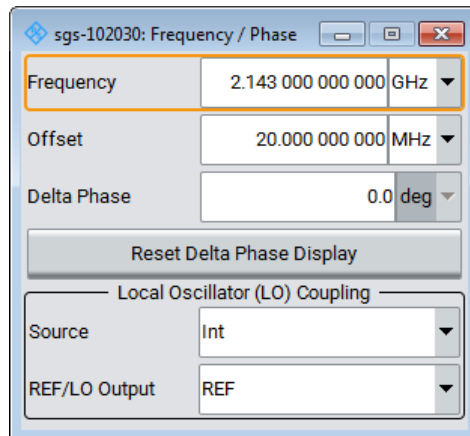 sgs-102030: Frequency / Phase
Frequency 2.143 000 000 000 GHz
Offset 20.000 000 000 MHz
Delta Phase 0.0 deg
Reset Delta Phase Display
Local Oscillator (LO) Coupling
Source Int
REF/LO Output REF